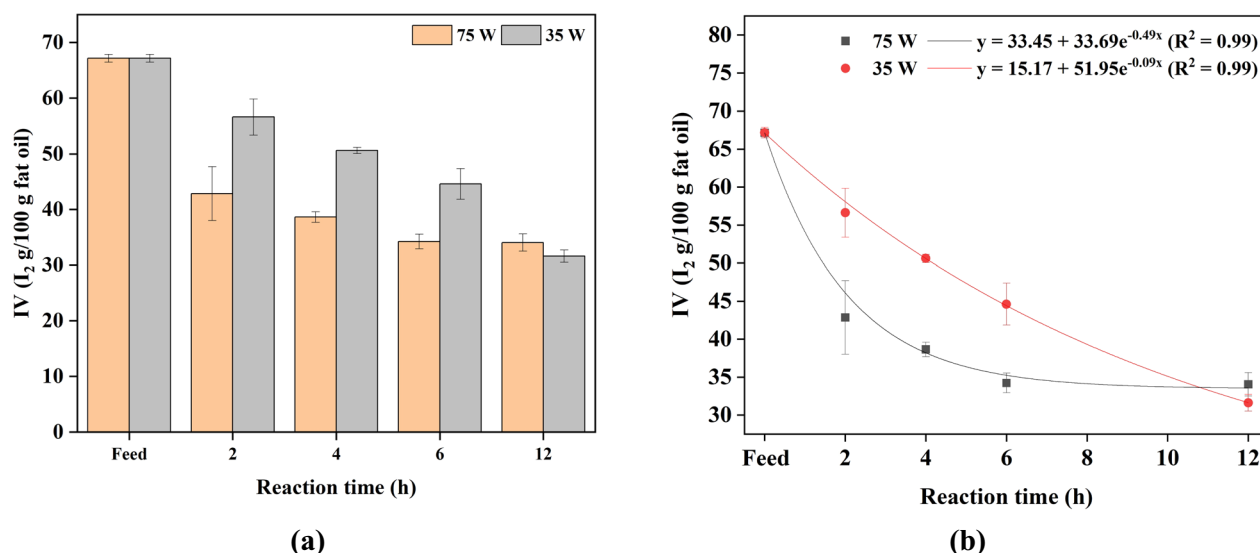 75 W 35 W
IV (I₂ g/100 g fat oil)
70
60
50
40
30
20
10
0
Feed 2 4 6 12
Reaction time (h)
(a)
75 W y = 33.45 + 33.69e^-0.49x (R² = 0.99)
35 W y = 15.17 + 51.95e^-0.09x (R² = 0.99)
IV (I₂ g/100 g fat oil)
80
75
70
65
60
55
50
45
40
35
30
Feed 2 4 6 8 10 12
Reaction time (h)
(b)